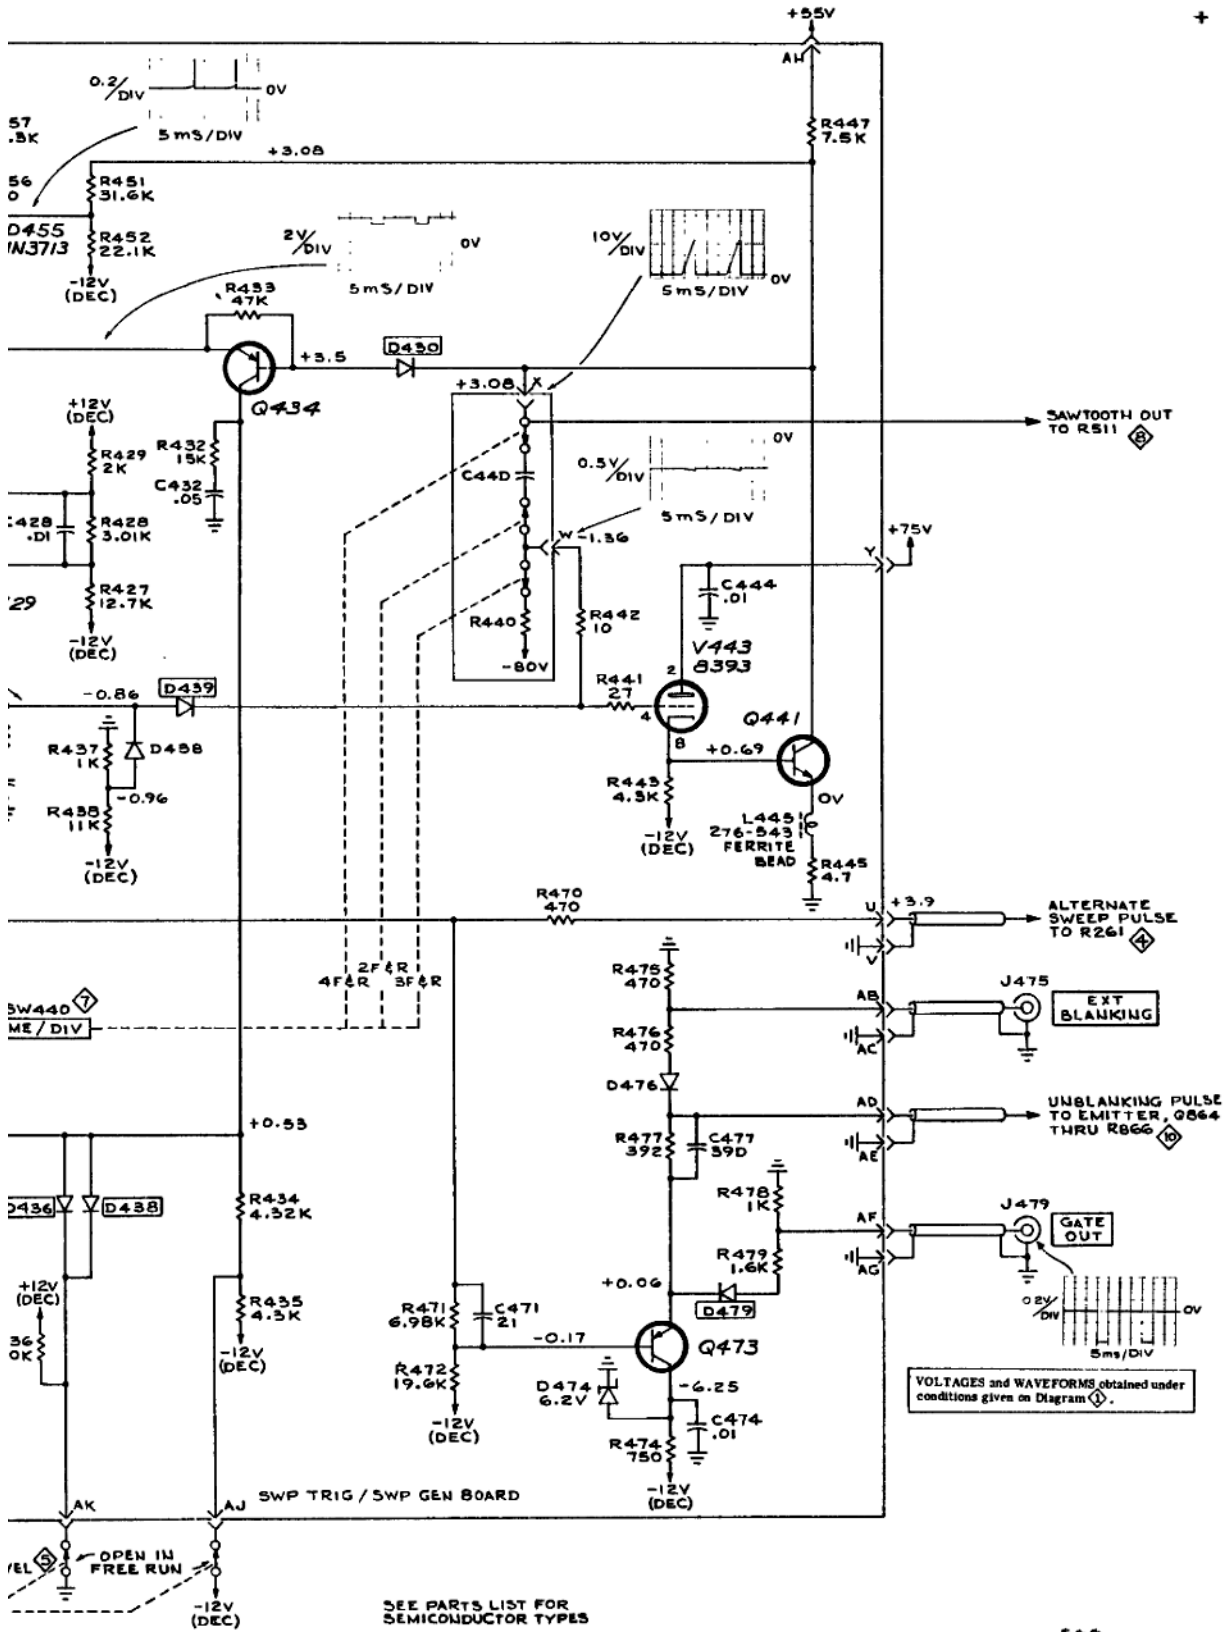 +55V
+
AH
0.2/DIV
0V
5mS/DIV
57
.3K
R447
7.5K
+3.08
56
0
R451
31.6K
D455
1N3713
R452
22.1K
-12V
(DEC)
2V/DIV
0V
5mS/DIV
10V/DIV
0V
5mS/DIV
R433
47K
+3.5
D430
+3.08
X
Q434
+12V
(DEC)
SAWTOOTH OUT
TO R511 8
R429
2K
R432
15K
C432
.05
C44D
0.5V/DIV
0V
5mS/DIV
428
.01
R428
3.01K
W
-1.36
+75V
Y
29
R427
12.7K
-12V
(DEC)
C444
.01
R440
R442
10
-80V
V443
8393
2
-0.86
D439
R441
27
4
8
Q441
R437
1K
D458
+0.69
-0.96
R438
11K
R443
4.3K
0V
-12V
(DEC)
L445
276-543
FERRITE
BEAD
-12V
(DEC)
R445
4.7
R470
470
U
+3.9
ALTERNATE
SWEEP PULSE
TO R261 4
V
4F&R
2F&R
3F&R
R475
470
J475
SW440 7
ME/DIV
AB
EXT
BLANKING
R476
470
AC
D476
AD
UNBLANKING PULSE
TO EMITTER, Q864
THRU R866 10
+0.53
R477
392
C477
390
AE
D436
D438
R434
4.32K
R478
1K
J479
AF
GATE
OUT
R479
1.6K
AG
+12V
(DEC)
+0.06
D479
0.2V/DIV
0V
5ms/DIV
R435
4.3K
R471
6.98K
C471
21
36
0K
-12V
(DEC)
-0.17
Q473
R472
19.6K
D474
6.2V
-6.25
VOLTAGES and WAVEFORMS obtained under
conditions given on Diagram 1.
-12V
(DEC)
C474
.01
R474
750
-12V
(DEC)
AK
AJ
SWP TRIG / SWP GEN BOARD
VEL 5
OPEN IN
FREE RUN
-12V
(DEC)
SEE PARTS LIST FOR
SEMICONDUCTOR TYPES